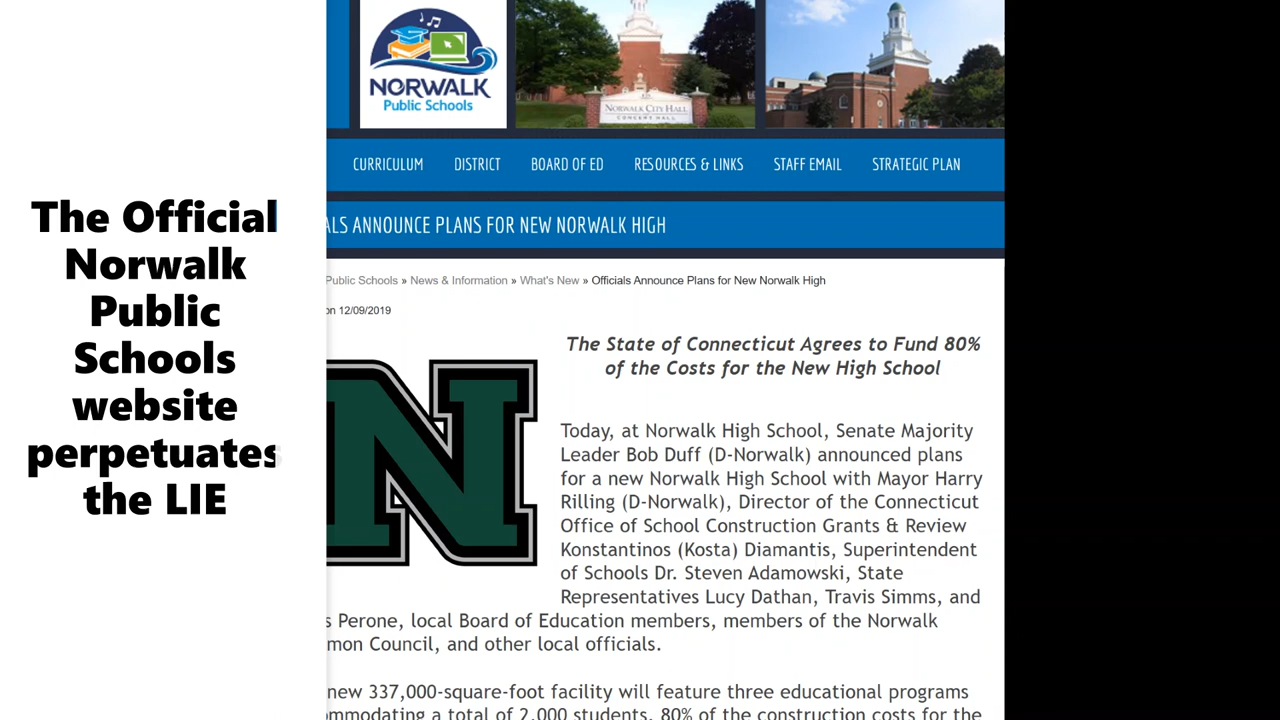 The Official
Norwalk
Public
Schools
website
perpetuates
the LIE
NORWALK
Public Schools
NORWALK CITY HALL
CONCERT HALL
CURRICULUM DISTRICT BOARD OF ED RESOURCES & LINKS STAFF EMAIL STRATEGIC PLAN
ALS ANNOUNCE PLANS FOR NEW NORWALK HIGH
Public Schools » News & Information » What's New » Officials Announce Plans for New Norwalk High
on 12/09/2019
The State of Connecticut Agrees to Fund 80%
of the Costs for the New High School
N
Today, at Norwalk High School, Senate Majority
Leader Bob Duff (D-Norwalk) announced plans
for a new Norwalk High School with Mayor Harry
Rilling (D-Norwalk), Director of the Connecticut
Office of School Construction Grants & Review
Konstantinos (Kosta) Diamantis, Superintendent
of Schools Dr. Steven Adamowski, State
Representatives Lucy Dathan, Travis Simms, and
s Perone, local Board of Education members, members of the Norwalk
mon Council, and other local officials.
new 337,000-square-foot facility will feature three educational programs
ommodating a total of 2,000 students. 80% of the construction costs for the